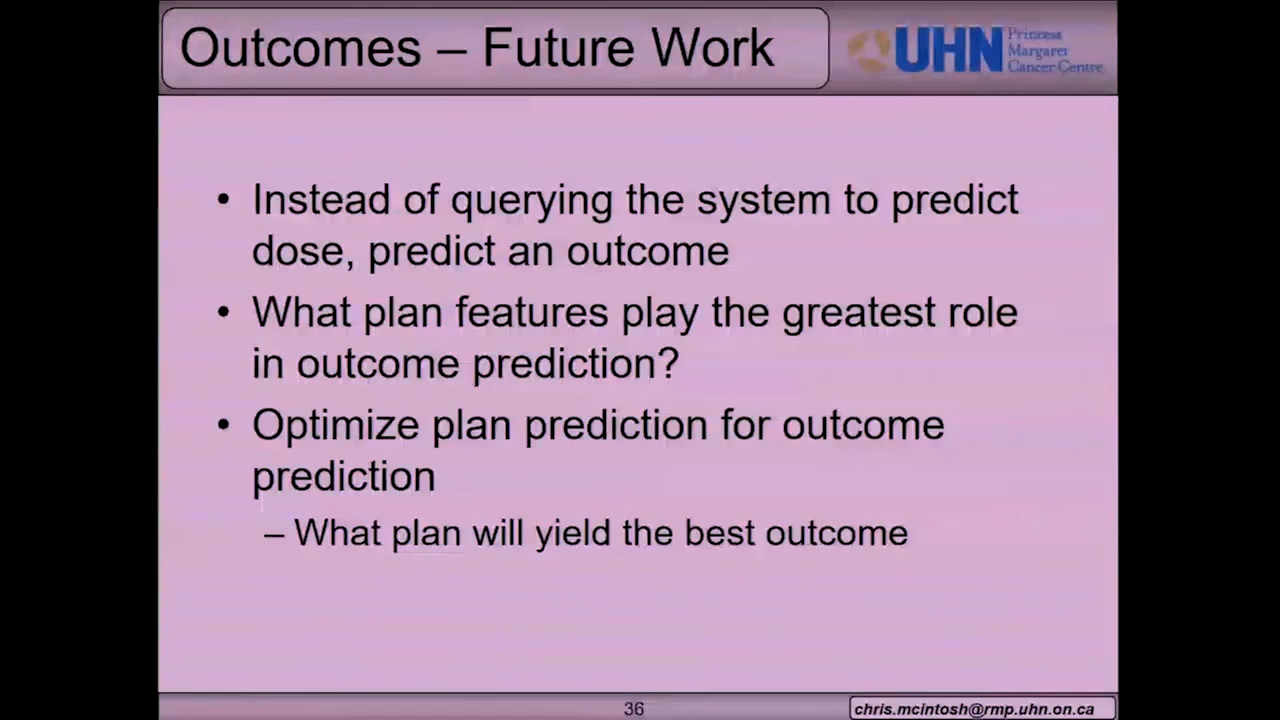 Outcomes – Future Work
UHN
Princess
Margaret
Cancer Centre
• Instead of querying the system to predict
dose, predict an outcome
• What plan features play the greatest role
in outcome prediction?
• Optimize plan prediction for outcome
prediction
– What plan will yield the best outcome
36
chris.mcintosh@rmp.uhn.on.ca